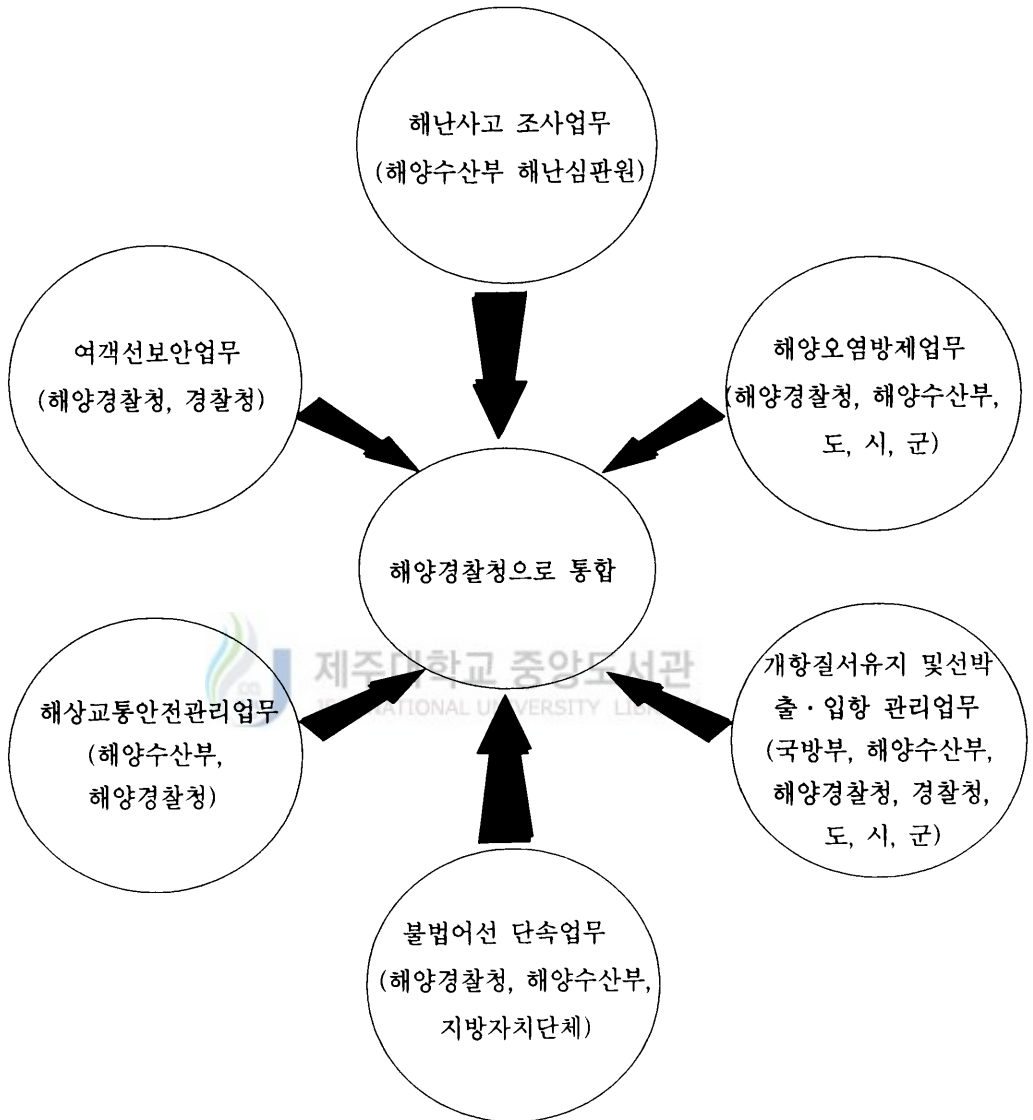 해난사고 조사업무
(해양수산부 해난심판원)
여객선보안업무
(해양경찰청, 경찰청)
해양오염방제업무
(해양경찰청, 해양수산부,
도, 시, 군)
해양경찰청으로 통합
제주대학교 중앙도서관
JEJU NATIONAL UNIVERSITY LIBRARY
해상교통안전관리업무
(해양수산부,
해양경찰청)
개항질서유지 및선박
출·입항 관리업무
(국방부, 해양수산부,
해양경찰청, 경찰청,
도, 시, 군)
불법어선 단속업무
(해양경찰청, 해양수산부,
지방자치단체)